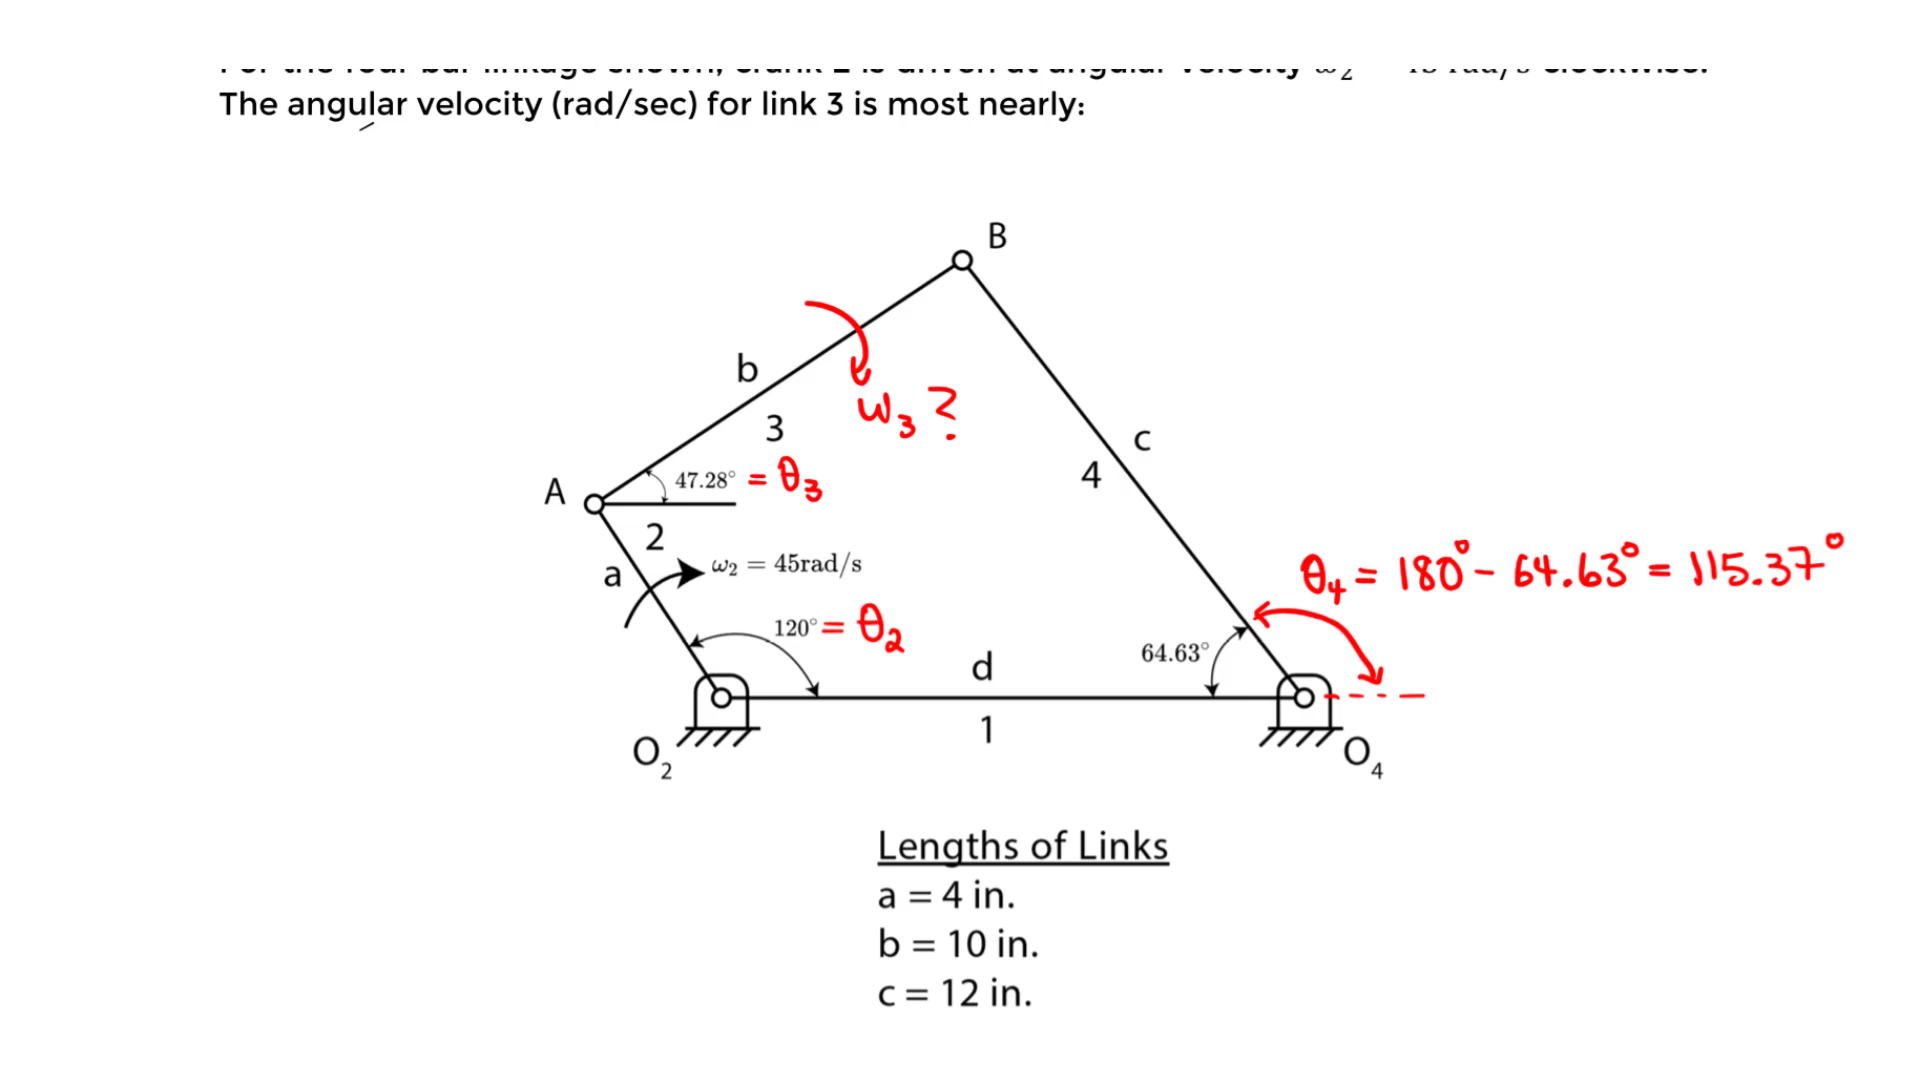 The angular velocity (rad/sec) for link 3 is most nearly:
B
b
ω₃ ?
3
c
4
A
47.28° = θ₃
2
a
ω₂ = 45rad/s
θ₄ = 180° - 64.63° = 115.37°
120° = θ₂
64.63°
d
1
O₂
O₄
Lengths of Links
a = 4 in.
b = 10 in.
c = 12 in.